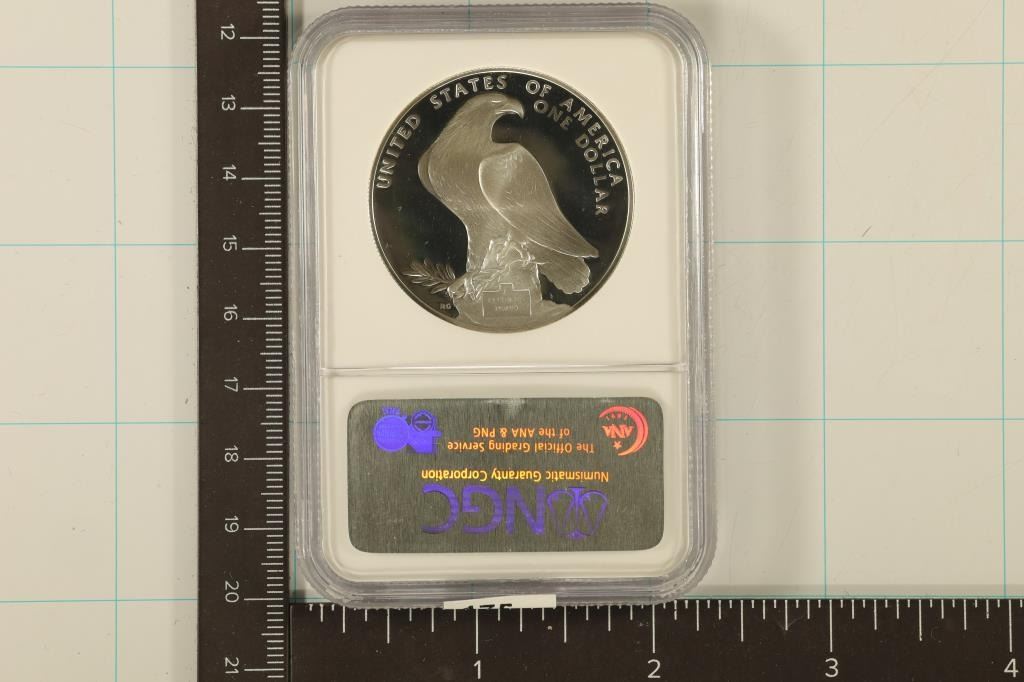 UNITED STATES OF AMERICA
ONE DOLLAR
RG
NGC
Numismatic Guaranty Corporation
The Official Grading Service
of the ANA & PNG
ANA
12
13
14
15
16
17
18
19
20
21
1
2
3
4